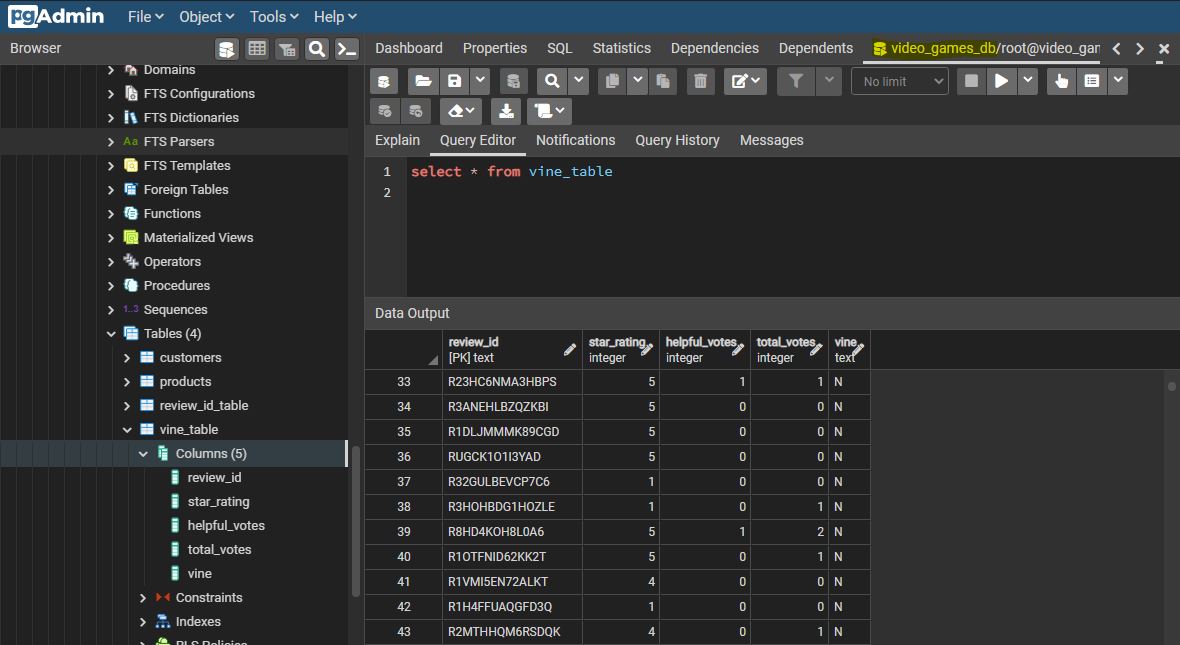 pgAdmin File Object Tools Help
Browser
Dashboard Properties SQL Statistics Dependencies Dependents video_games_db/root@video_gan
No limit
Explain Query Editor Notifications Query History Messages
1 select * from vine_table
2
Domains
FTS Configurations
FTS Dictionaries
Aa FTS Parsers
FTS Templates
Foreign Tables
Functions
Materialized Views
Operators
Procedures
1..3 Sequences
Tables (4)
customers
products
review_id_table
vine_table
Columns (5)
review_id
star_rating
helpful_votes
total_votes
vine
Constraints
Indexes
RLS Policies
Data Output
review_id star_rating helpful_votes total_votes vine
[PK] text integer integer integer text
33 R23HC6NMA3HBPS 5 1 1 N
34 R3ANEHLBZQZKBI 5 0 0 N
35 R1DLJMMMK89CGD 5 0 0 N
36 RUGCK1O1I3YAD 5 0 0 N
37 R32GULBEVCP7C6 1 0 0 N
38 R3HOHBDG1HOZLE 1 0 1 N
39 R8HD4KOH8L0A6 5 1 2 N
40 R1OTFNID62KK2T 5 0 1 N
41 R1VMI5EN72ALKT 4 0 0 N
42 R1H4FFUAQGFD3Q 1 0 0 N
43 R2MTHHQM6RSDQK 4 0 1 N